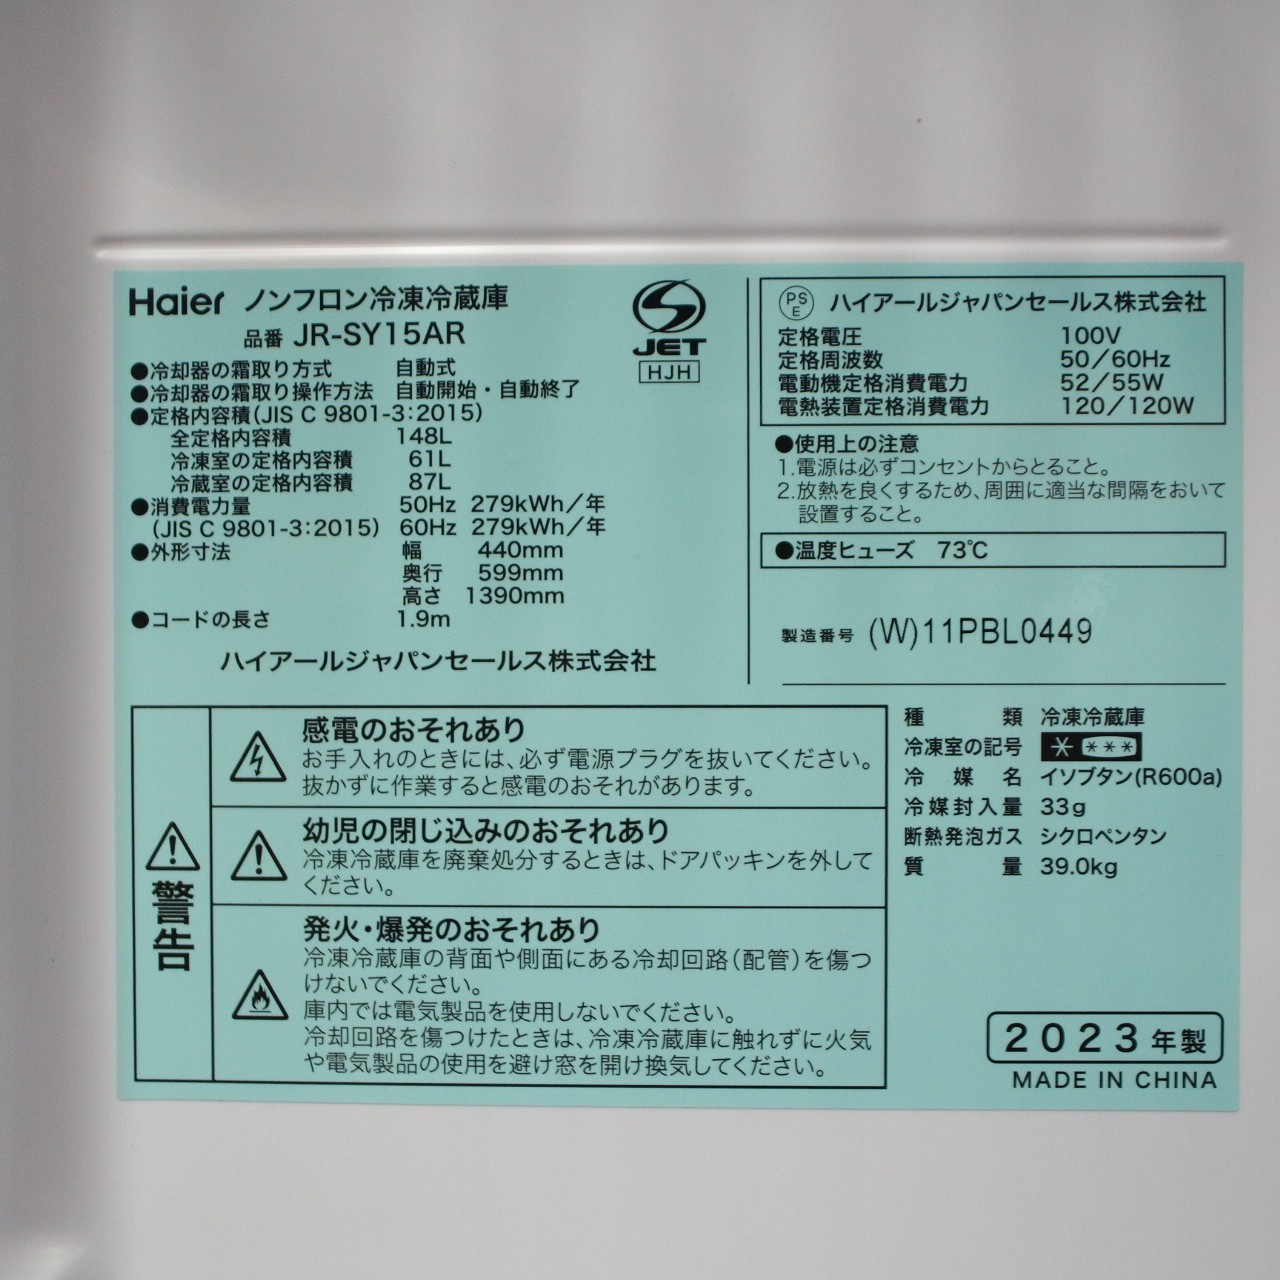 Haier ノンフロン冷凍冷蔵庫
品番 JR-SY15AR
JET
HJH
●冷却器の霜取り方式 自動式
●冷却器の霜取り操作方法 自動開始・自動終了
●定格内容積(JIS C 9801-3:2015)
全定格内容積 148L
冷凍室の定格内容積 61L
冷蔵室の定格内容積 87L
●消費電力量 50Hz 279kWh/年
(JIS C 9801-3:2015) 60Hz 279kWh/年
●外形寸法 幅 440mm
奥行 599mm
高さ 1390mm
●コードの長さ 1.9m
ハイアールジャパンセールス株式会社
PSE ハイアールジャパンセールス株式会社
定格電圧 100V
定格周波数 50/60Hz
電動機定格消費電力 52/55W
電熱装置定格消費電力 120/120W
●使用上の注意
1.電源は必ずコンセントからとること。
2.放熱を良くするため、周囲に適当な間隔をおいて
設置すること。
●温度ヒューズ 73℃
製造番号 (W)11PBL0449
警告
感電のおそれあり
お手入れのときには、必ず電源プラグを抜いてください。
抜かずに作業すると感電のおそれがあります。
幼児の閉じ込みのおそれあり
冷凍冷蔵庫を廃棄処分するときは、ドアパッキンを外して
ください。
発火・爆発のおそれあり
冷凍冷蔵庫の背面や側面にある冷却回路(配管)を傷つ
けないでください。
庫内では電気製品を使用しないでください。
冷却回路を傷つけたときは、冷凍冷蔵庫に触れずに火気
や電気製品の使用を避け窓を開け換気してください。
種類 冷凍冷蔵庫
冷凍室の記号 * ***
冷媒名 イソブタン(R600a)
冷媒封入量 33g
断熱発泡ガス シクロペンタン
質量 39.0kg
2023年製
MADE IN CHINA